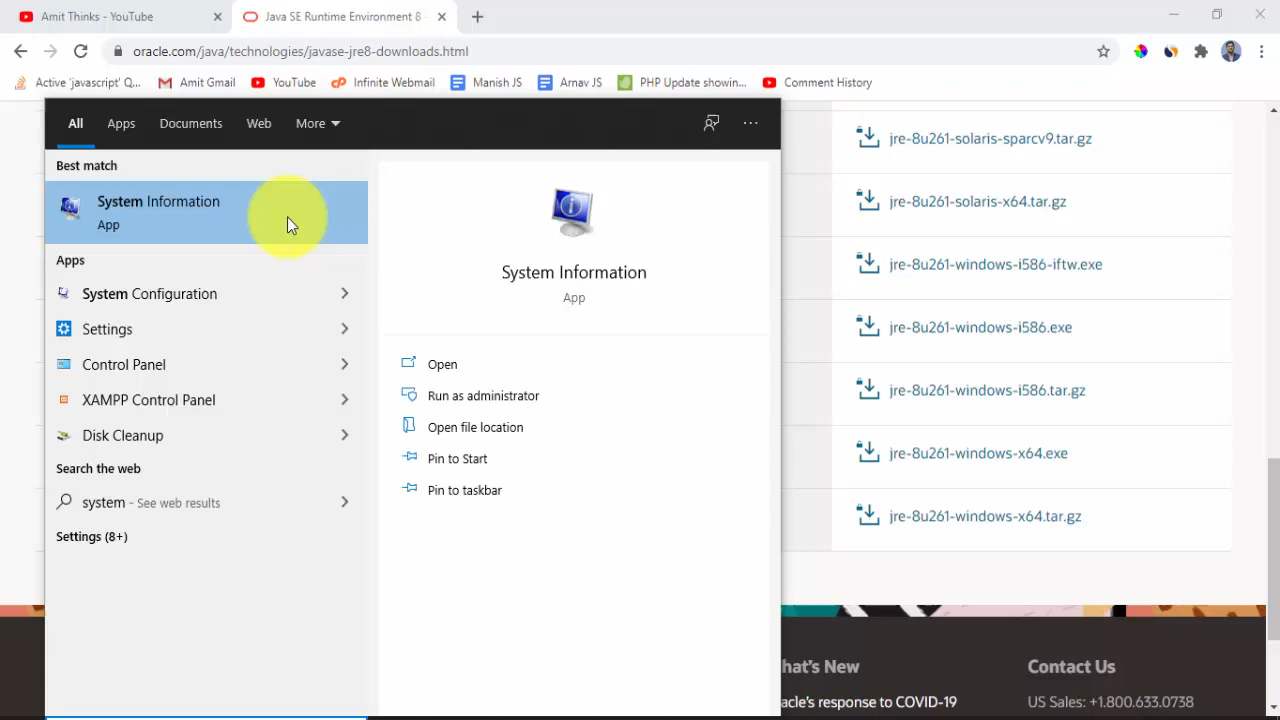 Amit Thinks - YouTube
Java SE Runtime Environment 8 -
oracle.com/java/technologies/javase-jre8-downloads.html
Active 'javascript' Q...
Amit Gmail
YouTube
Infinite Webmail
Manish JS
Arnav JS
PHP Update showin...
Comment History
All
Apps
Documents
Web
More
Best match
System Information
App
Apps
System Configuration
Settings
Control Panel
XAMPP Control Panel
Disk Cleanup
Search the web
system - See web results
Settings (8+)
System Information
App
Open
Run as administrator
Open file location
Pin to Start
Pin to taskbar
jre-8u261-solaris-sparcv9.tar.gz
jre-8u261-solaris-x64.tar.gz
jre-8u261-windows-i586-iftw.exe
jre-8u261-windows-i586.exe
jre-8u261-windows-i586.tar.gz
jre-8u261-windows-x64.exe
jre-8u261-windows-x64.tar.gz
hat's New
acle's response to COVID-19
Contact Us
US Sales: +1.800.633.0738